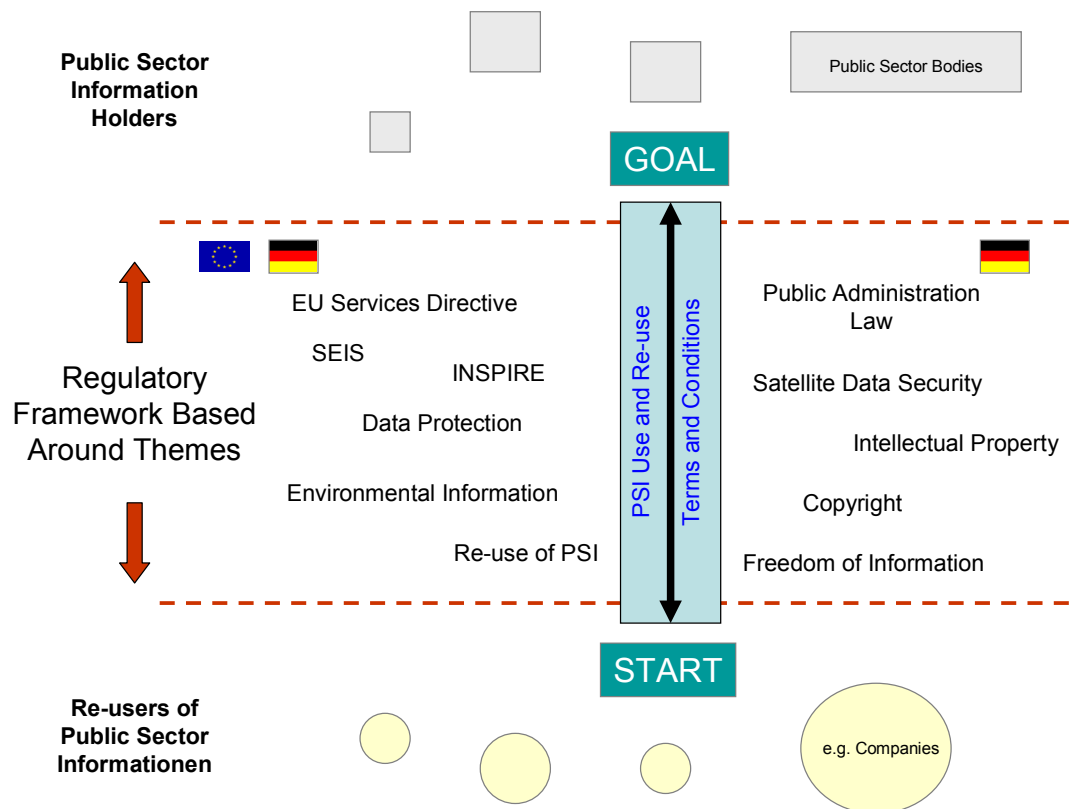 Public Sector
Information
Holders
Public Sector Bodies
GOAL
EU Services Directive
SEIS
INSPIRE
Data Protection
Environmental Information
Re-use of PSI
Regulatory
Framework Based
Around Themes
PSI Use and Re-use
Terms and Conditions
Public Administration
Law
Satellite Data Security
Intellectual Property
Copyright
Freedom of Information
START
Re-users of
Public Sector
Informationen
e.g. Companies